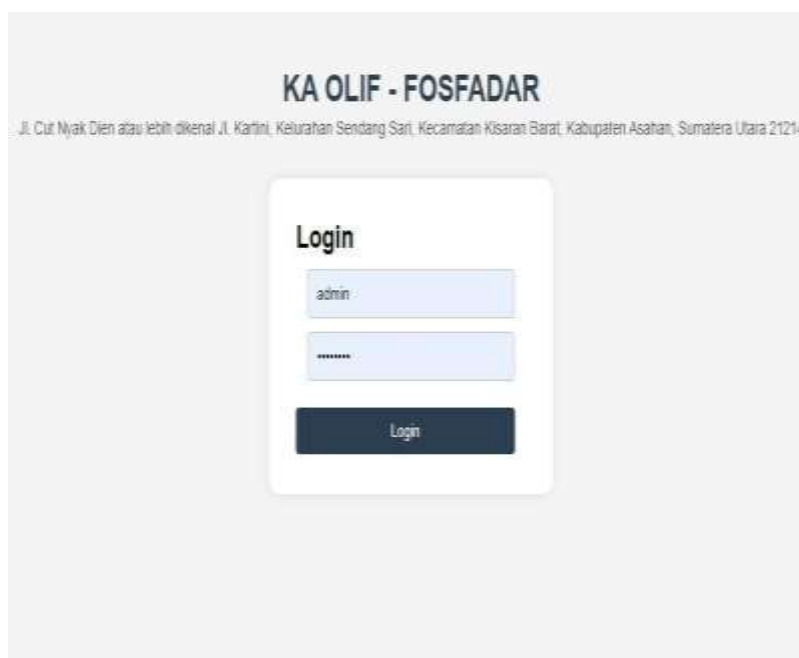 KA OLIF - FOSFADAR
Jl. Cut Nyak Dien atau lebih dikenal Jl. Kartini, Kelurahan Sendang Sari, Kecamatan Kisaran Barat, Kabupaten Asahan, Sumatera Utara 21214
Login
admin
••••••••
Login